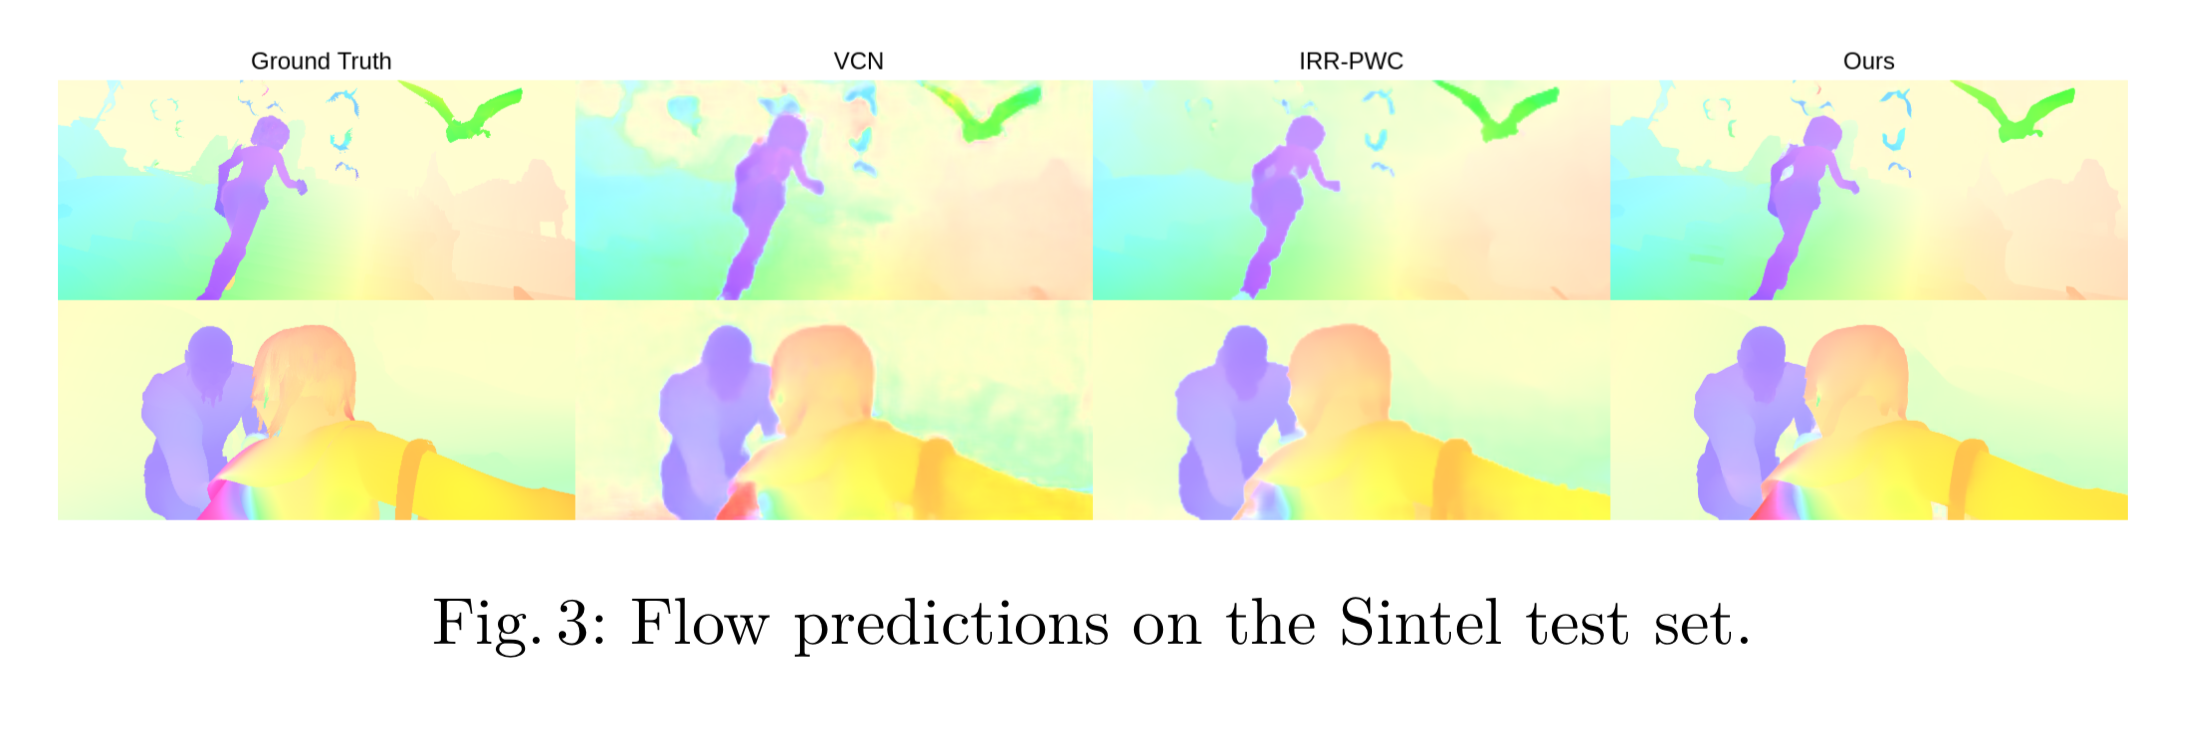 Ground Truth VCN IRR-PWC Ours
Fig. 3: Flow predictions on the Sintel test set.